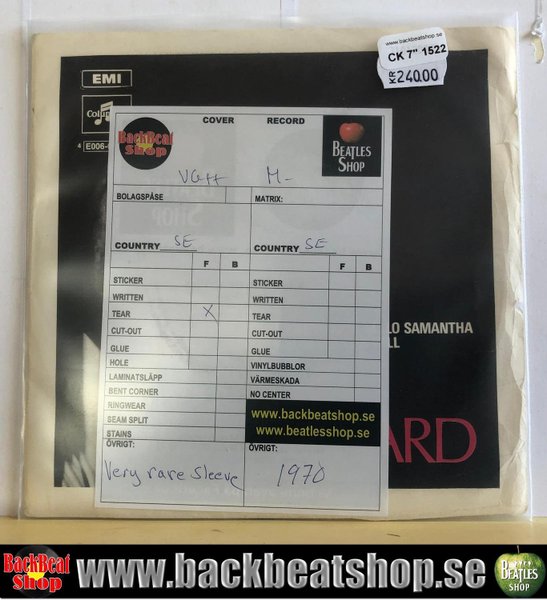 www.backbeatshop.se
CK 7" 1522
KR240.00
EMI
Colum
4 E006-
COVER RECORD
BackBeat Shop
BEATLES SHOP
VG++ M-
BOLAGSPÅSE MATRIX:
COUNTRY SE COUNTRY SE
F B F B
STICKER STICKER
WRITTEN WRITTEN
TEAR X TEAR
CUT-OUT CUT-OUT
GLUE GLUE
HOLE VINYLBUBBLOR
LAMINATSLÄPP VÄRMESKADA
BENT CORNER NO CENTER
RINGWEAR
SEAM SPLIT
STAINS
www.backbeatshop.se
www.beatlesshop.se
ÖVRIGT: ÖVRIGT:
Very rare Sleeve 1970
LO SAMANTHA
LL
ARD
BackBeat Shop www.backbeatshop.se BEATLES SHOP